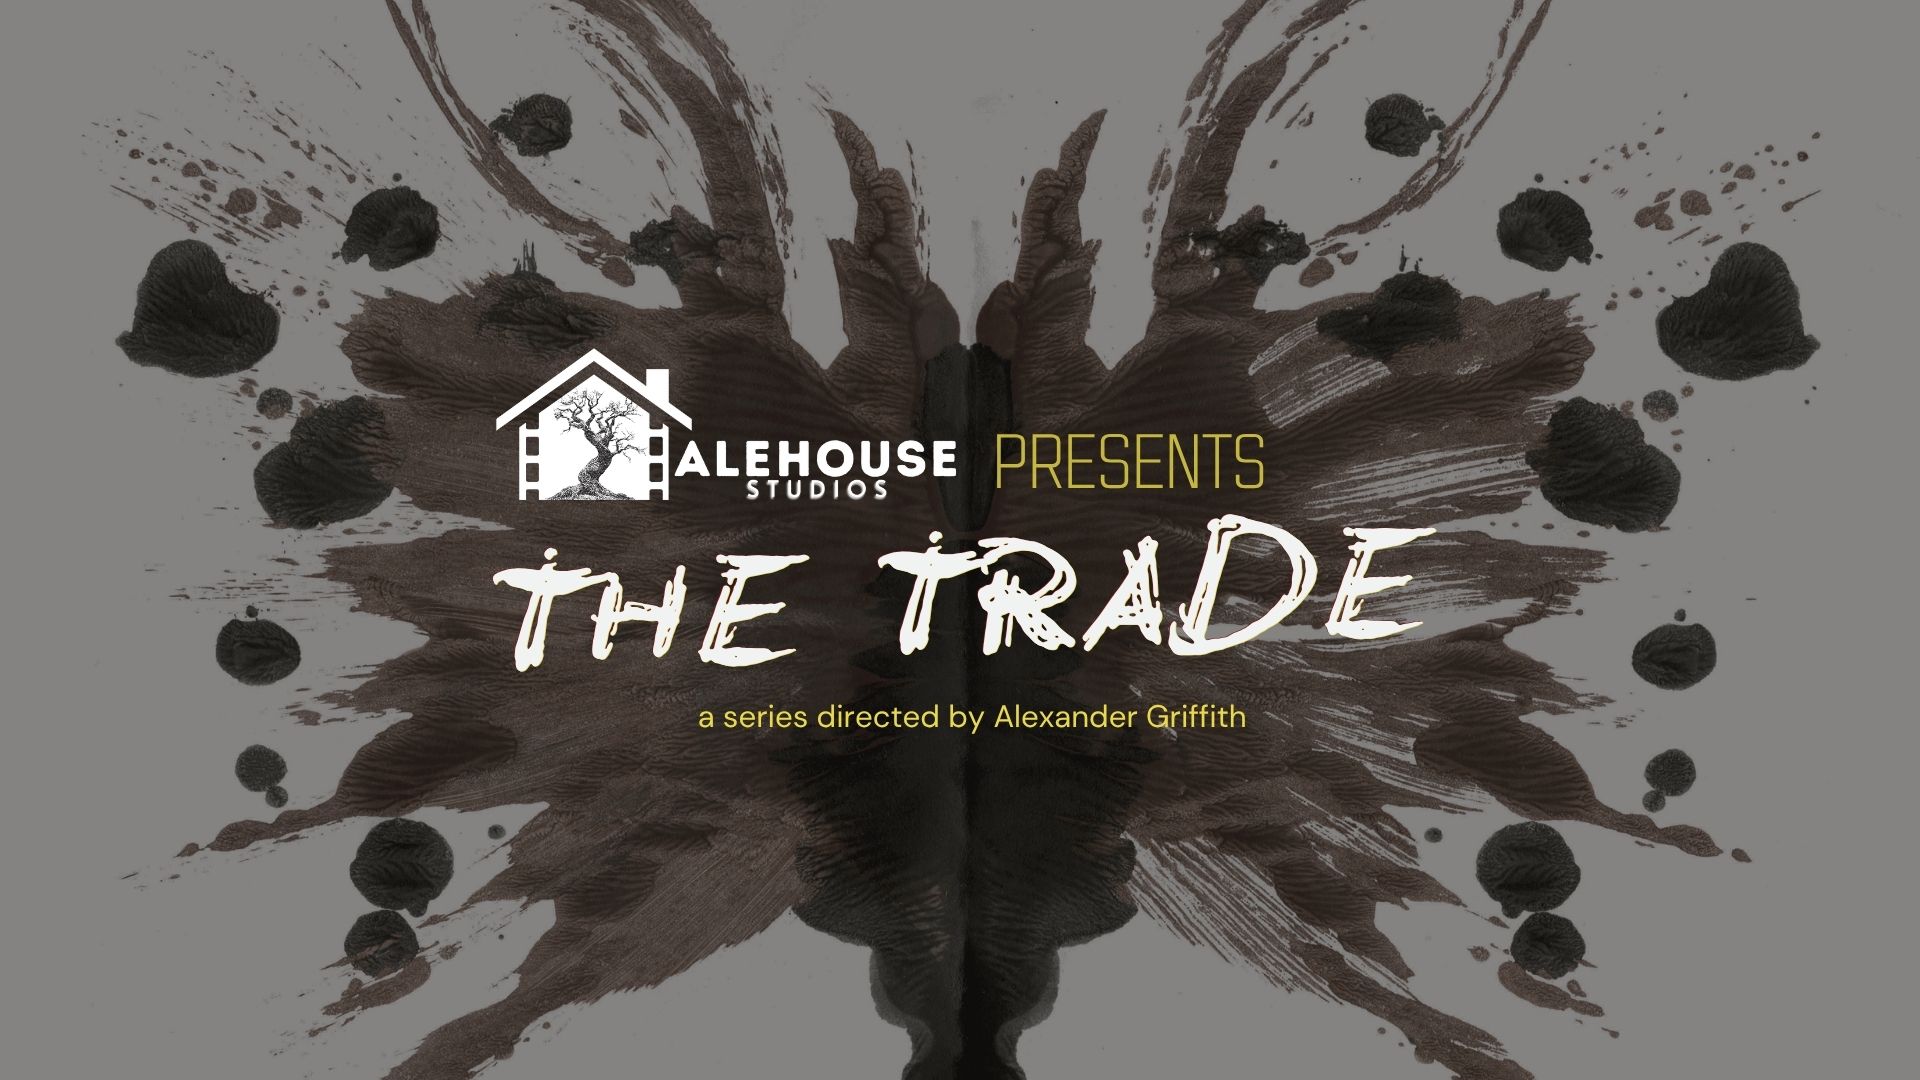 ALEHOUSE PRESENTS
STUDIOS
THE TRADE
a series directed by Alexander Griffith